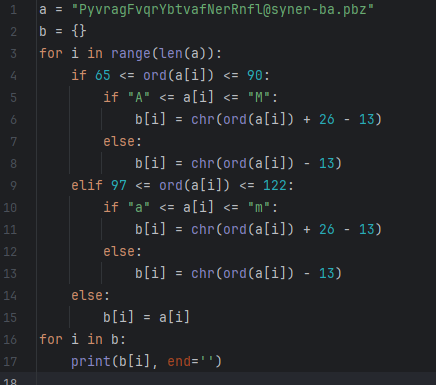 1 a = "PyvragFvqrYbtvafNerRnfl@syner-ba.pbz"
2 b = {}
3 for i in range(len(a)):
4 if 65 <= ord(a[i]) <= 90:
5 if "A" <= a[i] <= "M":
6 b[i] = chr(ord(a[i]) + 26 - 13)
7 else:
8 b[i] = chr(ord(a[i]) - 13)
9 elif 97 <= ord(a[i]) <= 122:
10 if "a" <= a[i] <= "m":
11 b[i] = chr(ord(a[i]) + 26 - 13)
12 else:
13 b[i] = chr(ord(a[i]) - 13)
14 else:
15 b[i] = a[i]
16 for i in b:
17 print(b[i], end='')
18